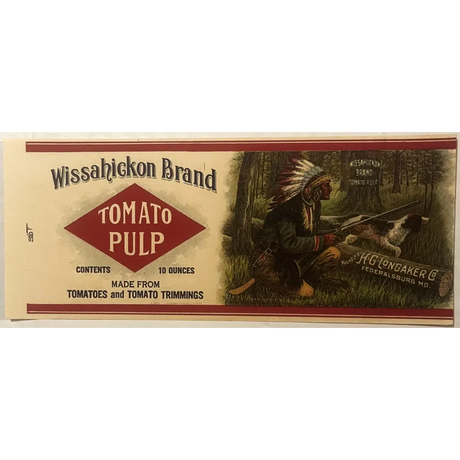 Wissahickon Brand
TOMATO
PULP
CONTENTS 10 OUNCES
MADE FROM
TOMATOES and TOMATO TRIMMINGS
WISSAHICKON
BRAND
TOMATO PULP
H.G. LONGAKER CO
FEDERALSBURG MD.